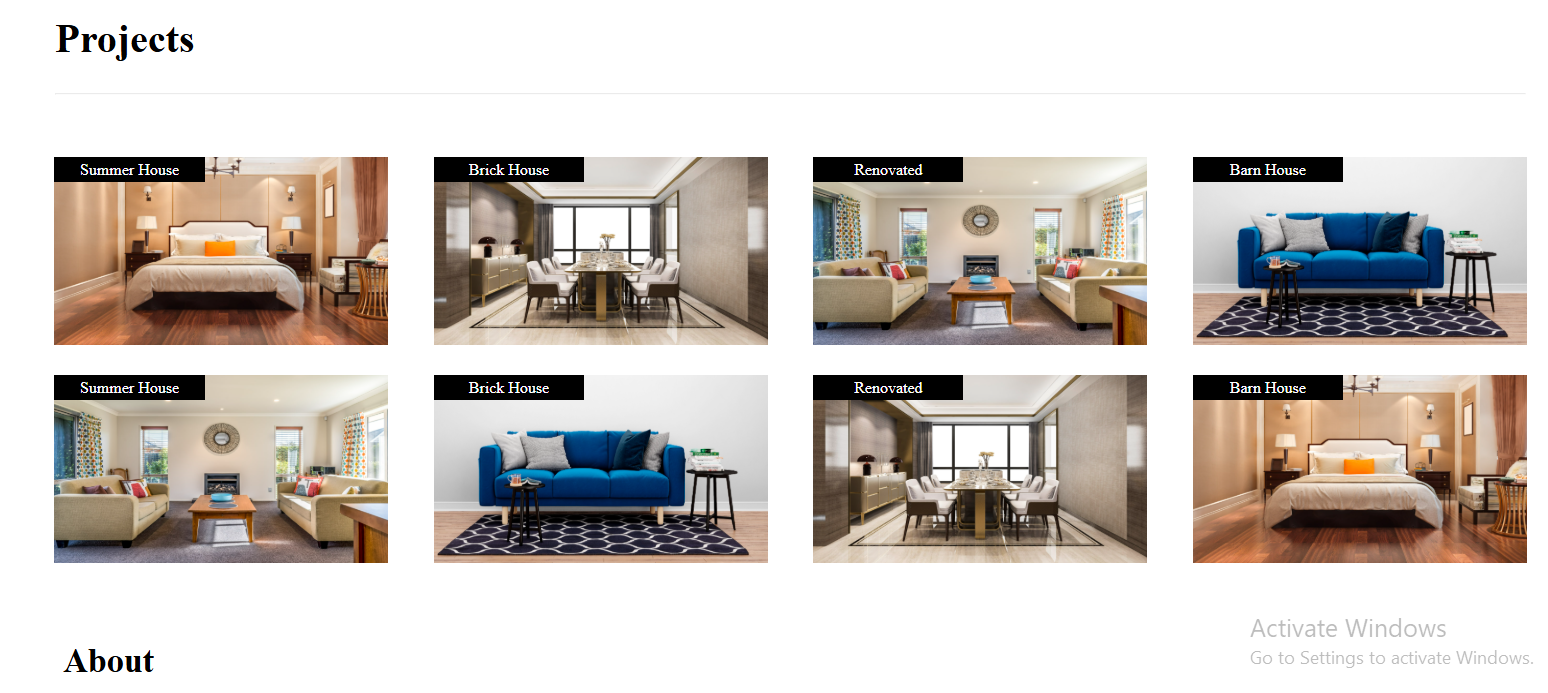 Projects
Summer House
Brick House
Renovated
Barn House
Summer House
Brick House
Renovated
Barn House
About
Activate Windows
Go to Settings to activate Windows.